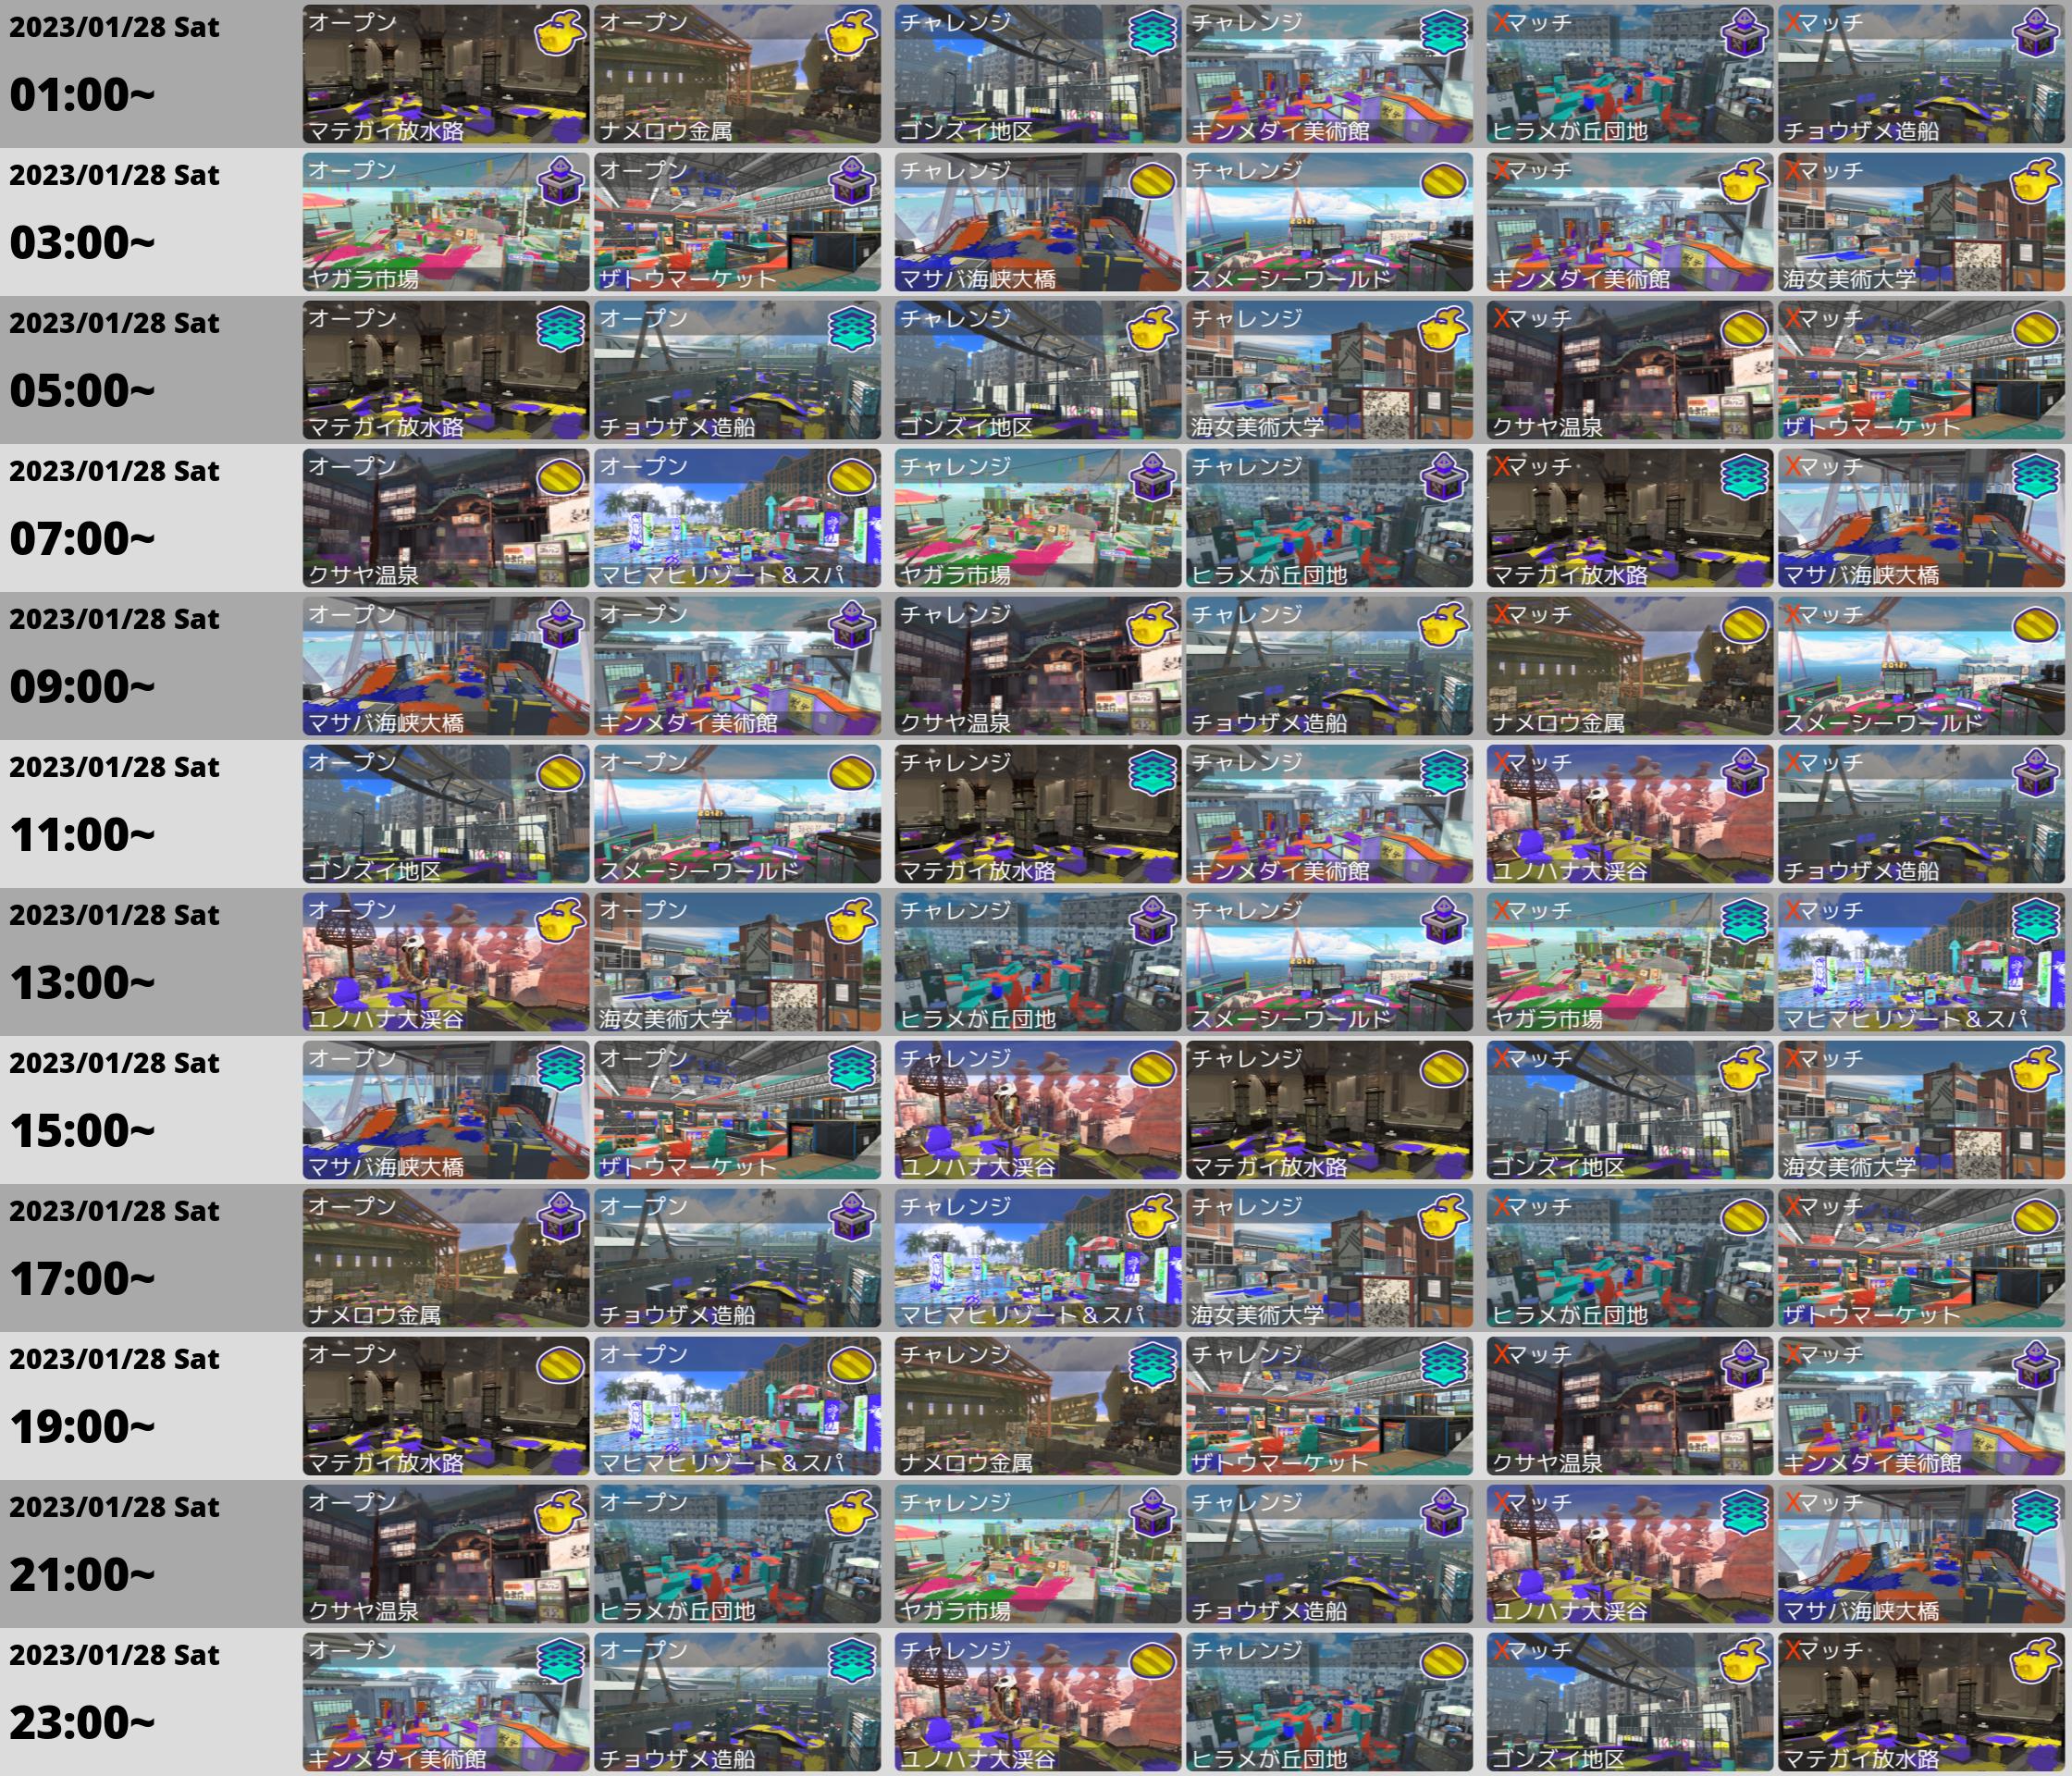 2023/01/28 Sat
01:00~
オープン
マテガイ放水路
オープン
ナメロウ金属
チャレンジ
ゴンズイ地区
チャレンジ
キンメダイ美術館
Xマッチ
ヒラメが丘団地
Xマッチ
チョウザメ造船
2023/01/28 Sat
03:00~
オープン
ヤガラ市場
オープン
ザトウマーケット
チャレンジ
マサバ海峡大橋
チャレンジ
スメーシーワールド
Xマッチ
キンメダイ美術館
Xマッチ
海女美術大学
2023/01/28 Sat
05:00~
オープン
マテガイ放水路
オープン
チョウザメ造船
チャレンジ
ゴンズイ地区
チャレンジ
海女美術大学
Xマッチ
クサヤ温泉
Xマッチ
ザトウマーケット
2023/01/28 Sat
07:00~
オープン
クサヤ温泉
オープン
マヒマヒリゾート＆スパ
チャレンジ
ヤガラ市場
チャレンジ
ヒラメが丘団地
Xマッチ
マテガイ放水路
Xマッチ
マサバ海峡大橋
2023/01/28 Sat
09:00~
オープン
マサバ海峡大橋
オープン
キンメダイ美術館
チャレンジ
クサヤ温泉
チャレンジ
チョウザメ造船
Xマッチ
ナメロウ金属
Xマッチ
スメーシーワールド
2023/01/28 Sat
11:00~
オープン
ゴンズイ地区
オープン
スメーシーワールド
チャレンジ
マテガイ放水路
チャレンジ
キンメダイ美術館
Xマッチ
ユノハナ大渓谷
Xマッチ
チョウザメ造船
2023/01/28 Sat
13:00~
オープン
ユノハナ大渓谷
オープン
海女美術大学
チャレンジ
ヒラメが丘団地
チャレンジ
スメーシーワールド
Xマッチ
ヤガラ市場
Xマッチ
マヒマヒリゾート＆スパ
2023/01/28 Sat
15:00~
オープン
マサバ海峡大橋
オープン
ザトウマーケット
チャレンジ
ユノハナ大渓谷
チャレンジ
マテガイ放水路
Xマッチ
ゴンズイ地区
Xマッチ
海女美術大学
2023/01/28 Sat
17:00~
オープン
ナメロウ金属
オープン
チョウザメ造船
チャレンジ
マヒマヒリゾート＆スパ
チャレンジ
海女美術大学
Xマッチ
ヒラメが丘団地
Xマッチ
ザトウマーケット
2023/01/28 Sat
19:00~
オープン
マテガイ放水路
オープン
マヒマヒリゾート＆スパ
チャレンジ
ナメロウ金属
チャレンジ
ザトウマーケット
Xマッチ
クサヤ温泉
Xマッチ
キンメダイ美術館
2023/01/28 Sat
21:00~
オープン
クサヤ温泉
オープン
ヒラメが丘団地
チャレンジ
ヤガラ市場
チャレンジ
チョウザメ造船
Xマッチ
ユノハナ大渓谷
Xマッチ
マサバ海峡大橋
2023/01/28 Sat
23:00~
オープン
キンメダイ美術館
オープン
チョウザメ造船
チャレンジ
ユノハナ大渓谷
チャレンジ
ヒラメが丘団地
Xマッチ
ゴンズイ地区
Xマッチ
マテガイ放水路